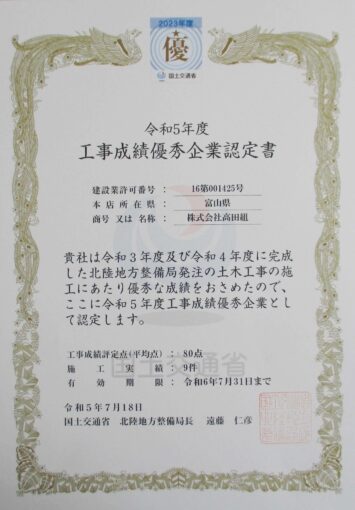 2023年度
優
国土交通省
令和5年度
工事成績優秀企業認定書
建設業許可番号 : 16第001425号
本店所在県 : 富山県
商号又は名称 : 株式会社高田組
貴社は令和3年度及び令和4年度に完成
した北陸地方整備局発注の土木工事の施
工にあたり優秀な成績をおさめたので、
ここに令和5年度工事成績優秀企業とし
て認定します。
工事成績評定点(平均点) : 80点
施工実績 : 9件
有効期限 : 令和6年7月31日まで
国土交通省
令和5年7月18日
国土交通省 北陸地方整備局長 遠藤 仁彦